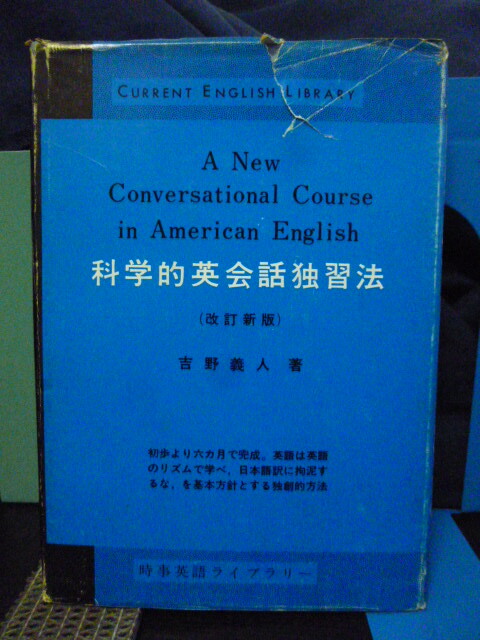 CURRENT ENGLISH LIBRARY
A New
Conversational Course
in American English
科学的英会話独習法
(改訂新版)
吉野義人 著
初歩より六カ月で完成。英語は英語
のリズムで学べ、日本語訳に拘泥す
るな、を基本方針とする独創的方法
時事英語ライブラリー